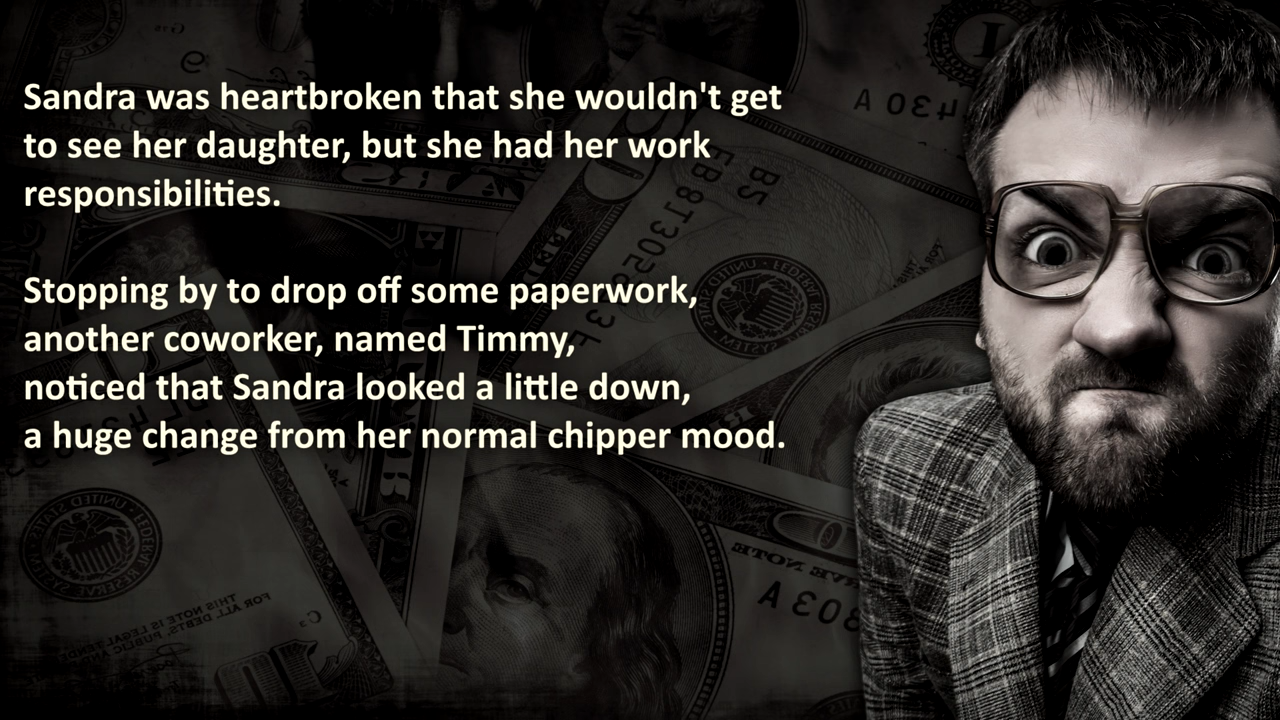 Sandra was heartbroken that she wouldn't get
to see her daughter, but she had her work
responsibilities.
Stopping by to drop off some paperwork,
another coworker, named Timmy,
noticed that Sandra looked a little down,
a huge change from her normal chipper mood.